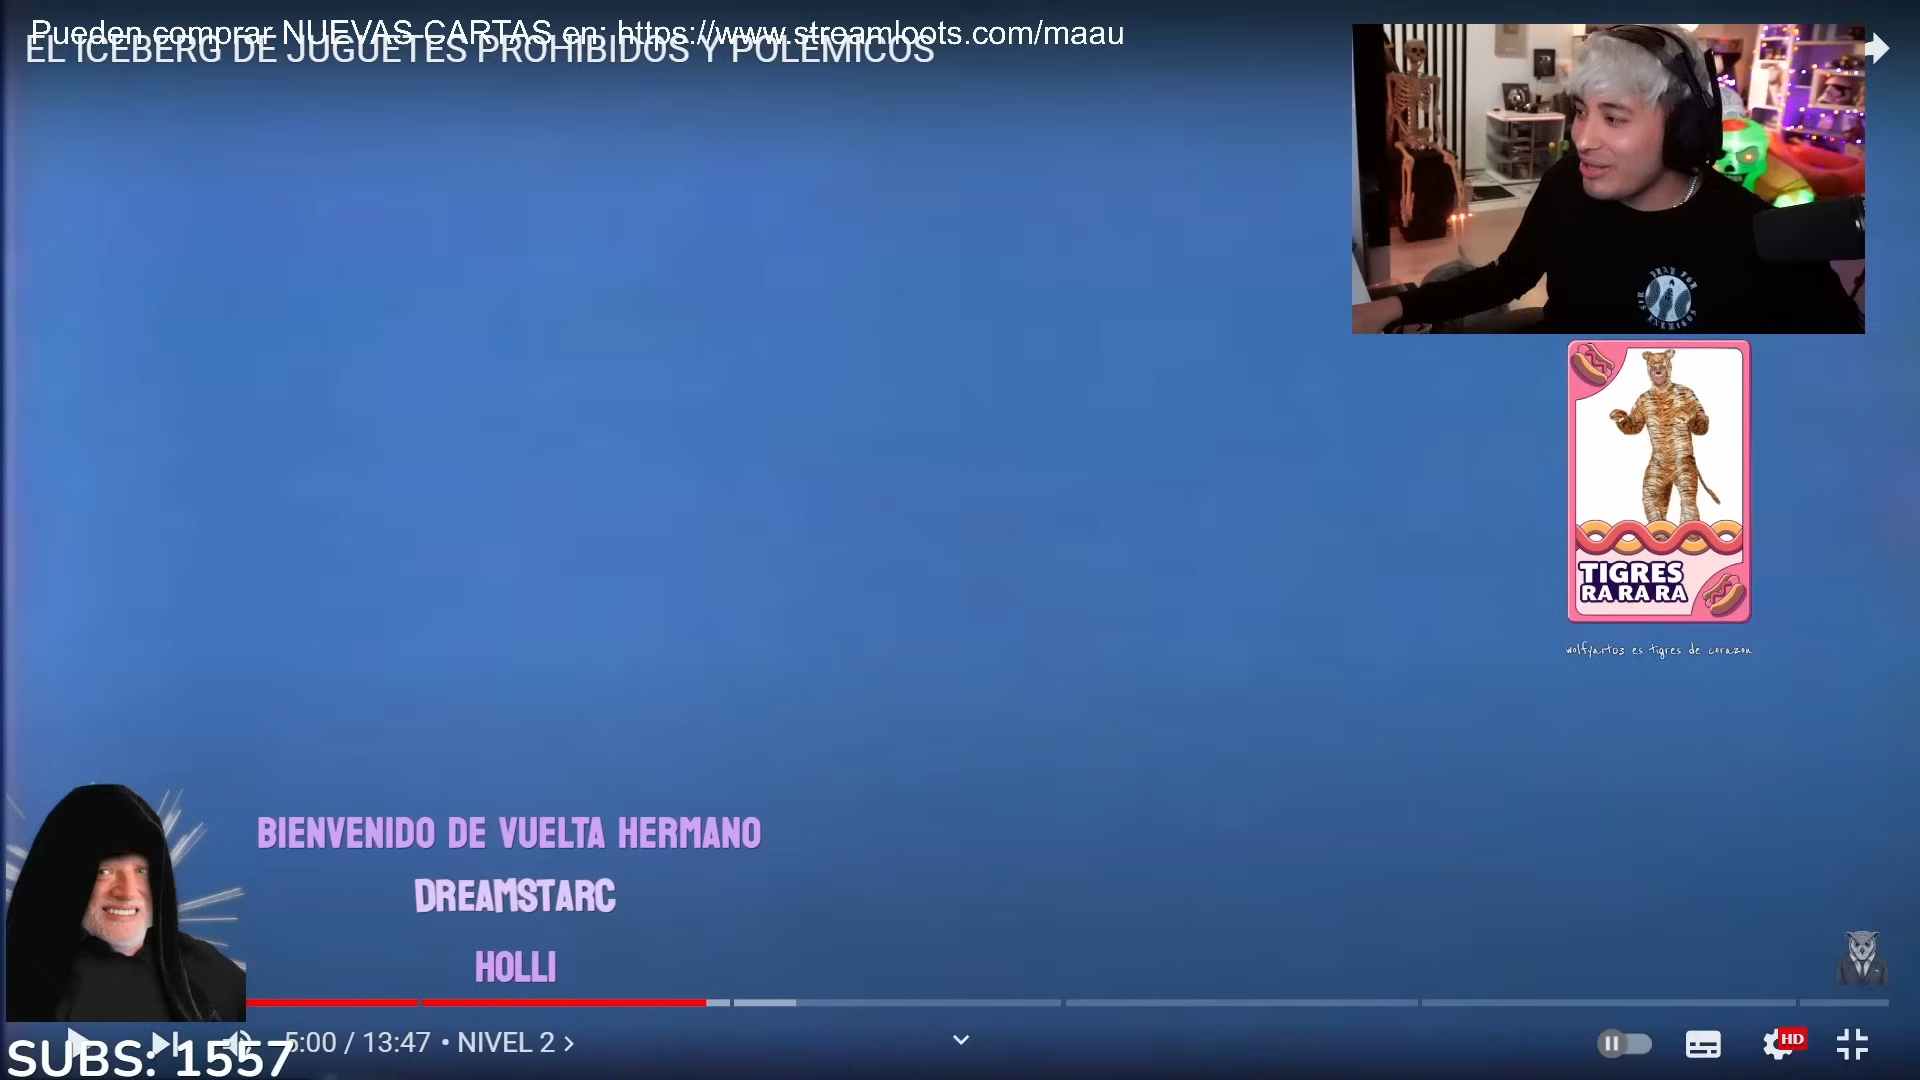 Pueden comprar NUEVAS CARTAS en: https://www.streamloots.com/maau
EL ICEBERG DE JUGUETES PROHIBIDOS Y POLÉMICOS
TIGRES
RA RA RA
wolfyart03 es tigres de corazon
BIENVENIDO DE VUELTA HERMANO
DREAMSTARC
HOLLI
5:00 / 13:47 • NIVEL 2 >
HD
SUBS: 1557